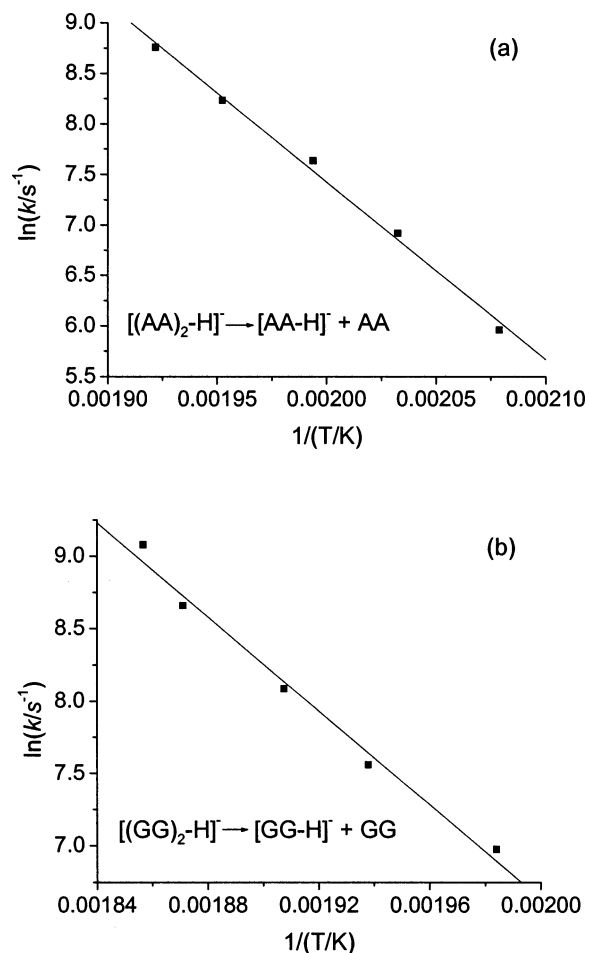 (a)
9.0
8.5
8.0
7.5
7.0
6.5
6.0
5.5
ln(k/s⁻¹)
[(AA)₂-H]⁻ → [AA-H]⁻ + AA
0.00190 0.00195 0.00200 0.00205 0.00210
1/(T/K)
(b)
9.0
8.5
8.0
7.5
7.0
ln(k/s⁻¹)
[(GG)₂-H]⁻ → [GG-H]⁻ + GG
0.00184 0.00188 0.00192 0.00196 0.00200
1/(T/K)